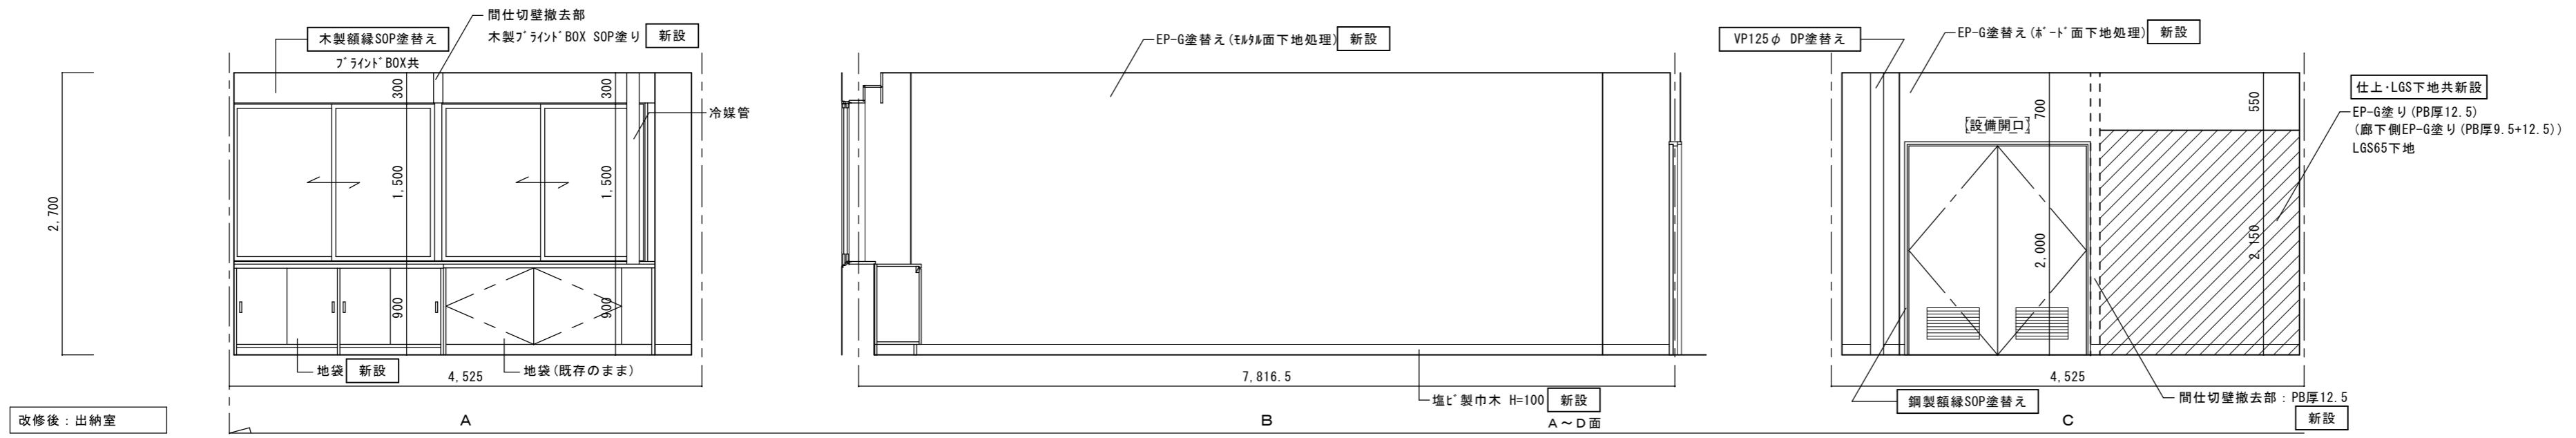 間仕切壁撤去部
木製額縁SOP塗替え
木製ﾌﾞﾗｲﾝﾄﾞBOX SOP塗り 新設
ﾌﾞﾗｲﾝﾄﾞBOX共
EP-G塗替え(ﾓﾙﾀﾙ面下地処理) 新設
VP125φ DP塗替え
EP-G塗替え(ﾎﾞｰﾄﾞ面下地処理) 新設
仕上・LGS下地共新設
EP-G塗り(PB厚12.5)
(廊下側EP-G塗り(PB厚9.5+12.5))
LGS65下地
冷媒管
[設備開口]
2,700
300
1,500
900
300
1,500
900
700
2,000
550
2,150
地袋 新設
地袋(既存のまま)
4,525
7,816.5
4,525
塩ﾋﾞ製巾木 H=100 新設
A～D面
鋼製額縁SOP塗替え
間仕切壁撤去部：PB厚12.5
新設
改修後：出納室
A
B
C